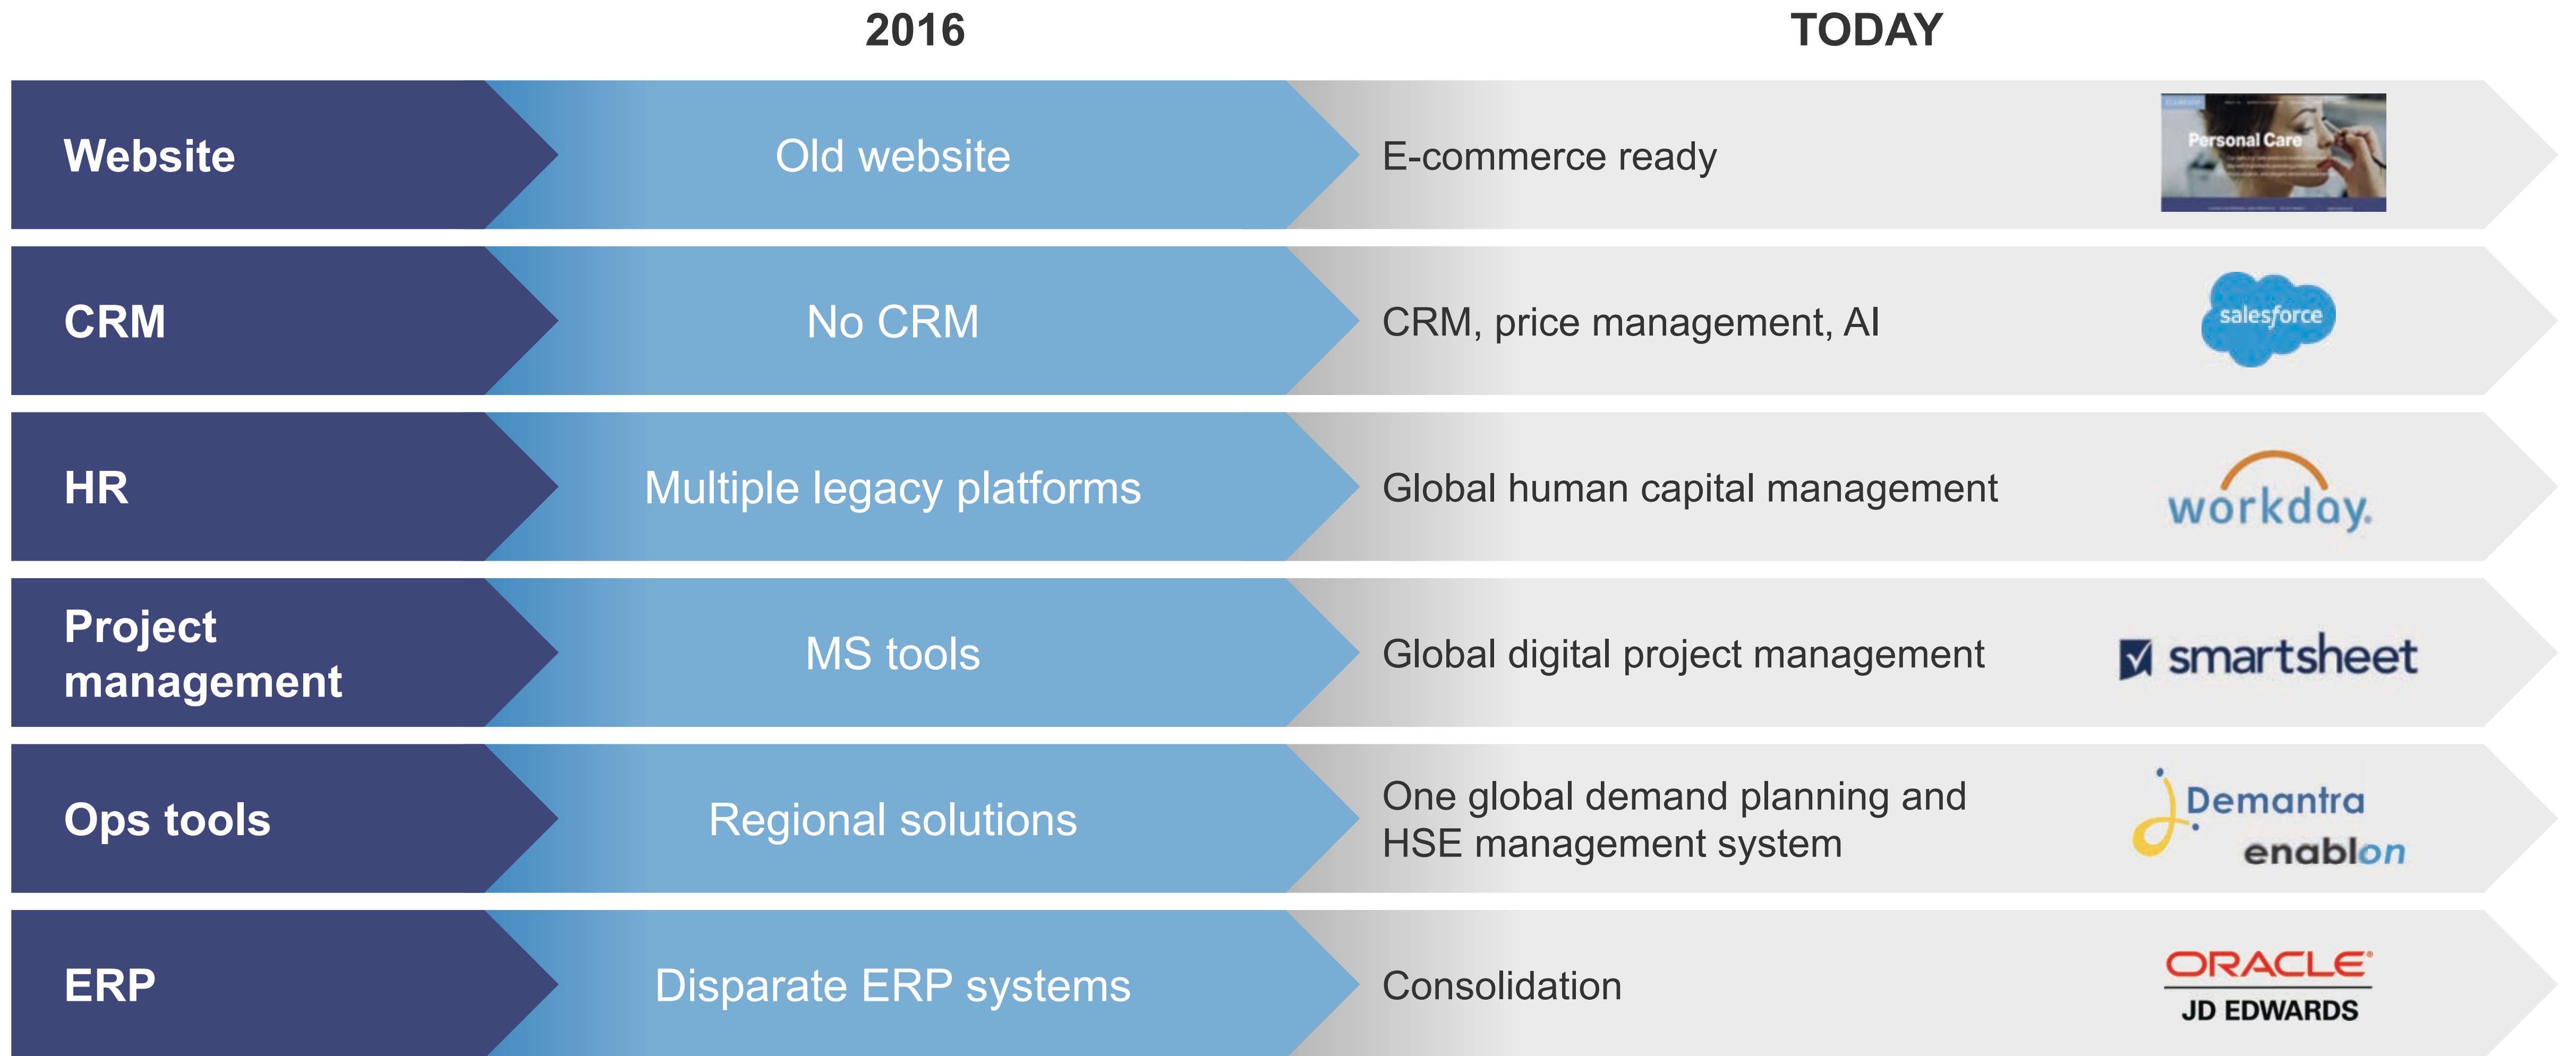 2016
TODAY
Website
Old website
E-commerce ready
Personal Care
CRM
No CRM
CRM, price management, AI
salesforce
HR
Multiple legacy platforms
Global human capital management
workday.
Project
management
MS tools
Global digital project management
smartsheet
Ops tools
Regional solutions
One global demand planning and
HSE management system
Demantra
enablon
ERP
Disparate ERP systems
Consolidation
ORACLE®
JD EDWARDS